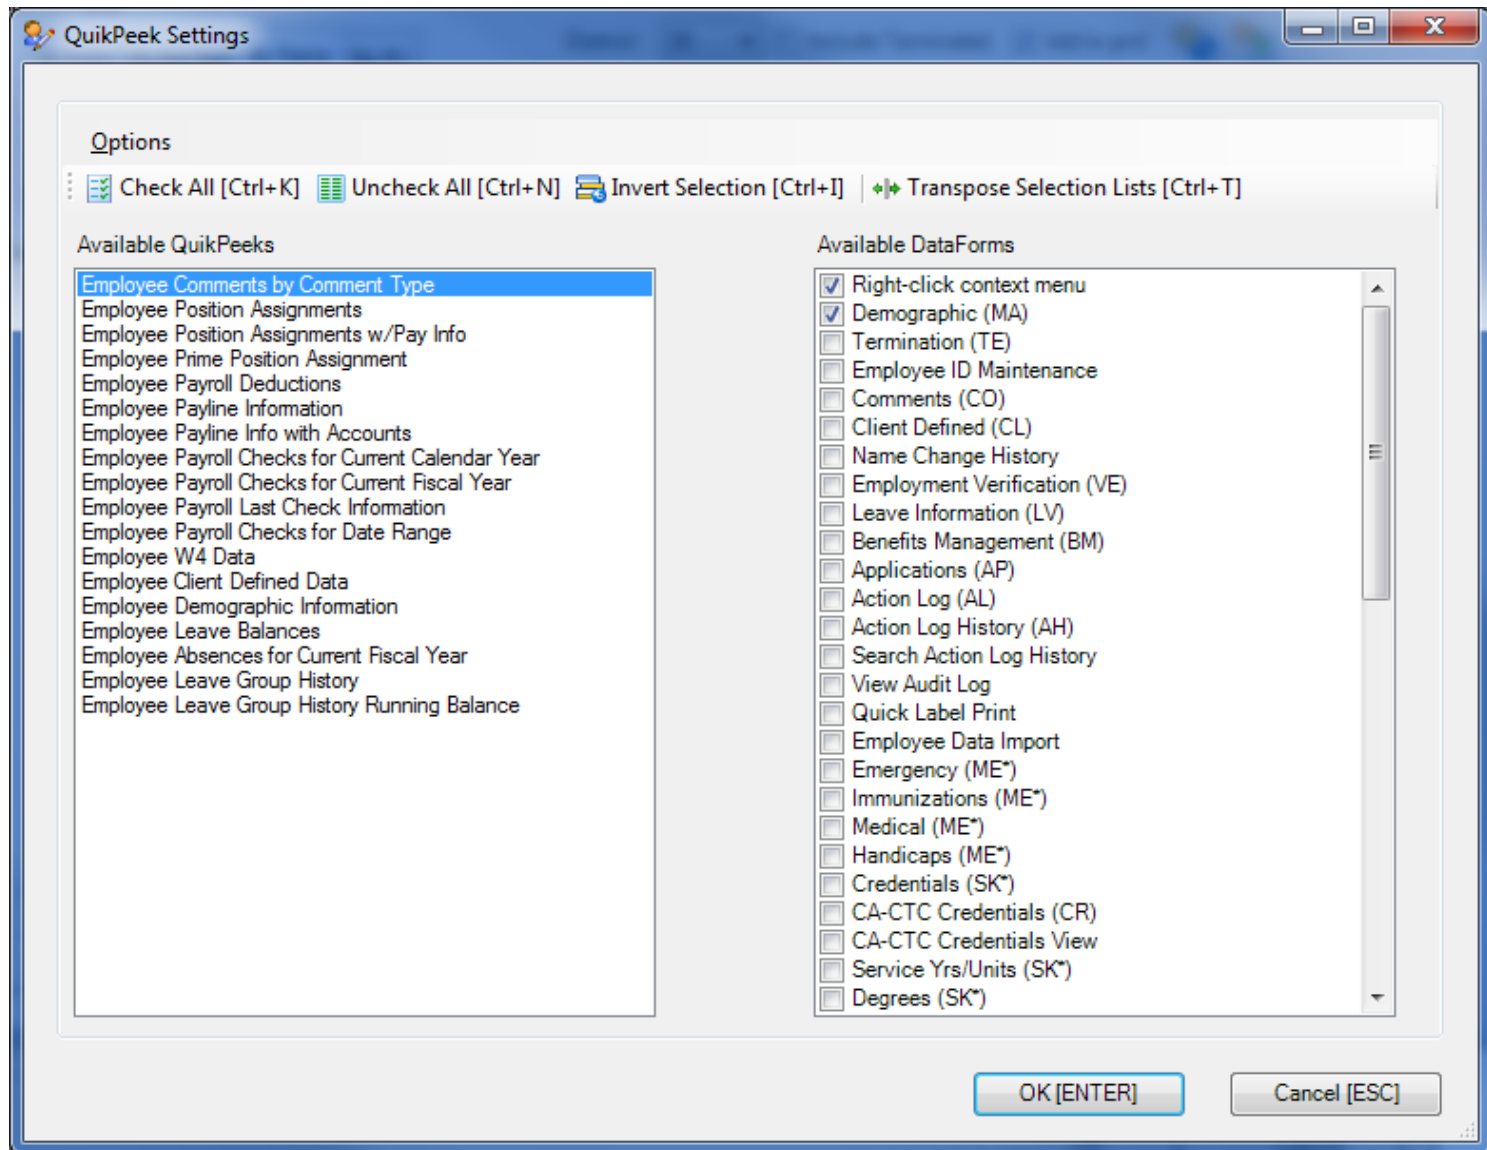 QuikPeek Settings
Options
Check All [Ctrl+K] Uncheck All [Ctrl+N] Invert Selection [Ctrl+I] Transpose Selection Lists [Ctrl+T]
Available QuikPeeks
Employee Comments by Comment Type
Employee Position Assignments
Employee Position Assignments w/Pay Info
Employee Prime Position Assignment
Employee Payroll Deductions
Employee Payline Information
Employee Payline Info with Accounts
Employee Payroll Checks for Current Calendar Year
Employee Payroll Checks for Current Fiscal Year
Employee Payroll Last Check Information
Employee Payroll Checks for Date Range
Employee W4 Data
Employee Client Defined Data
Employee Demographic Information
Employee Leave Balances
Employee Absences for Current Fiscal Year
Employee Leave Group History
Employee Leave Group History Running Balance
Available DataForms
Right-click context menu
Demographic (MA)
Termination (TE)
Employee ID Maintenance
Comments (CO)
Client Defined (CL)
Name Change History
Employment Verification (VE)
Leave Information (LV)
Benefits Management (BM)
Applications (AP)
Action Log (AL)
Action Log History (AH)
Search Action Log History
View Audit Log
Quick Label Print
Employee Data Import
Emergency (ME*)
Immunizations (ME*)
Medical (ME*)
Handicaps (ME*)
Credentials (SK*)
CA-CTC Credentials (CR)
CA-CTC Credentials View
Service Yrs/Units (SK*)
Degrees (SK*)
OK [ENTER]
Cancel [ESC]